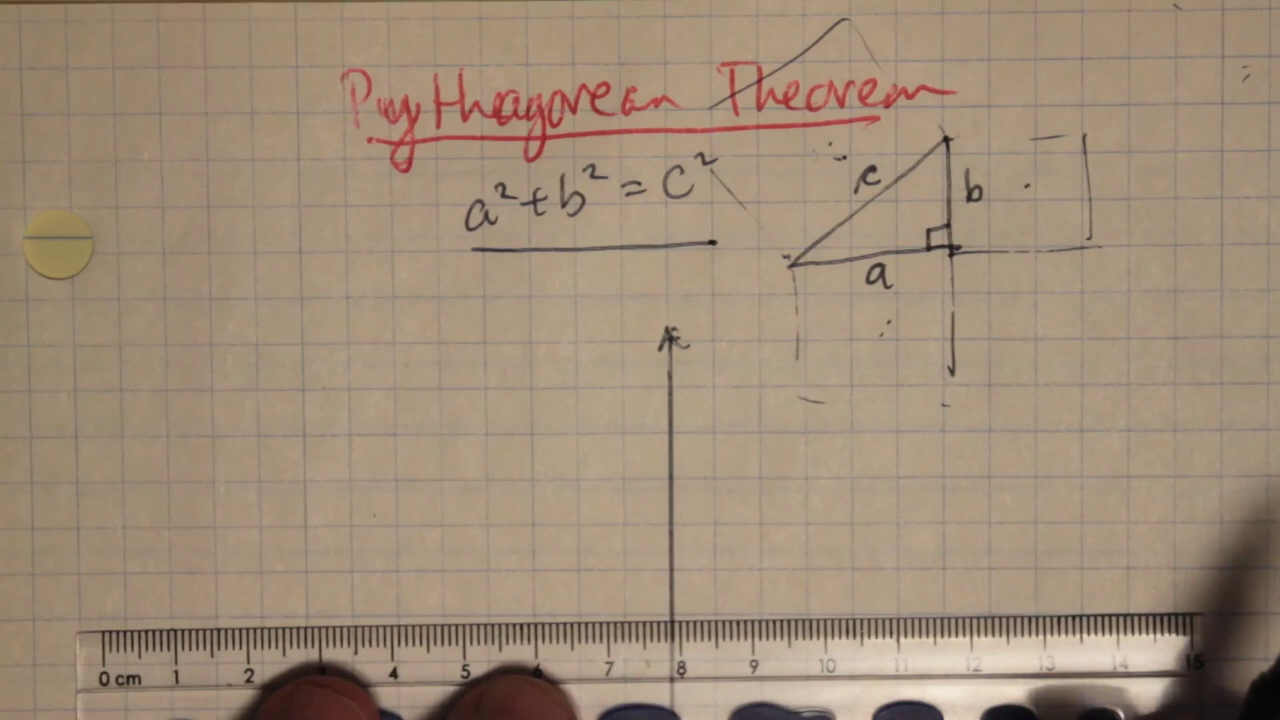 Pythagorean Theorem
a² + b² = c²
c
b
a
0 cm 1 2 3 4 5 6 7 8 9 10 11 12 13 14 15